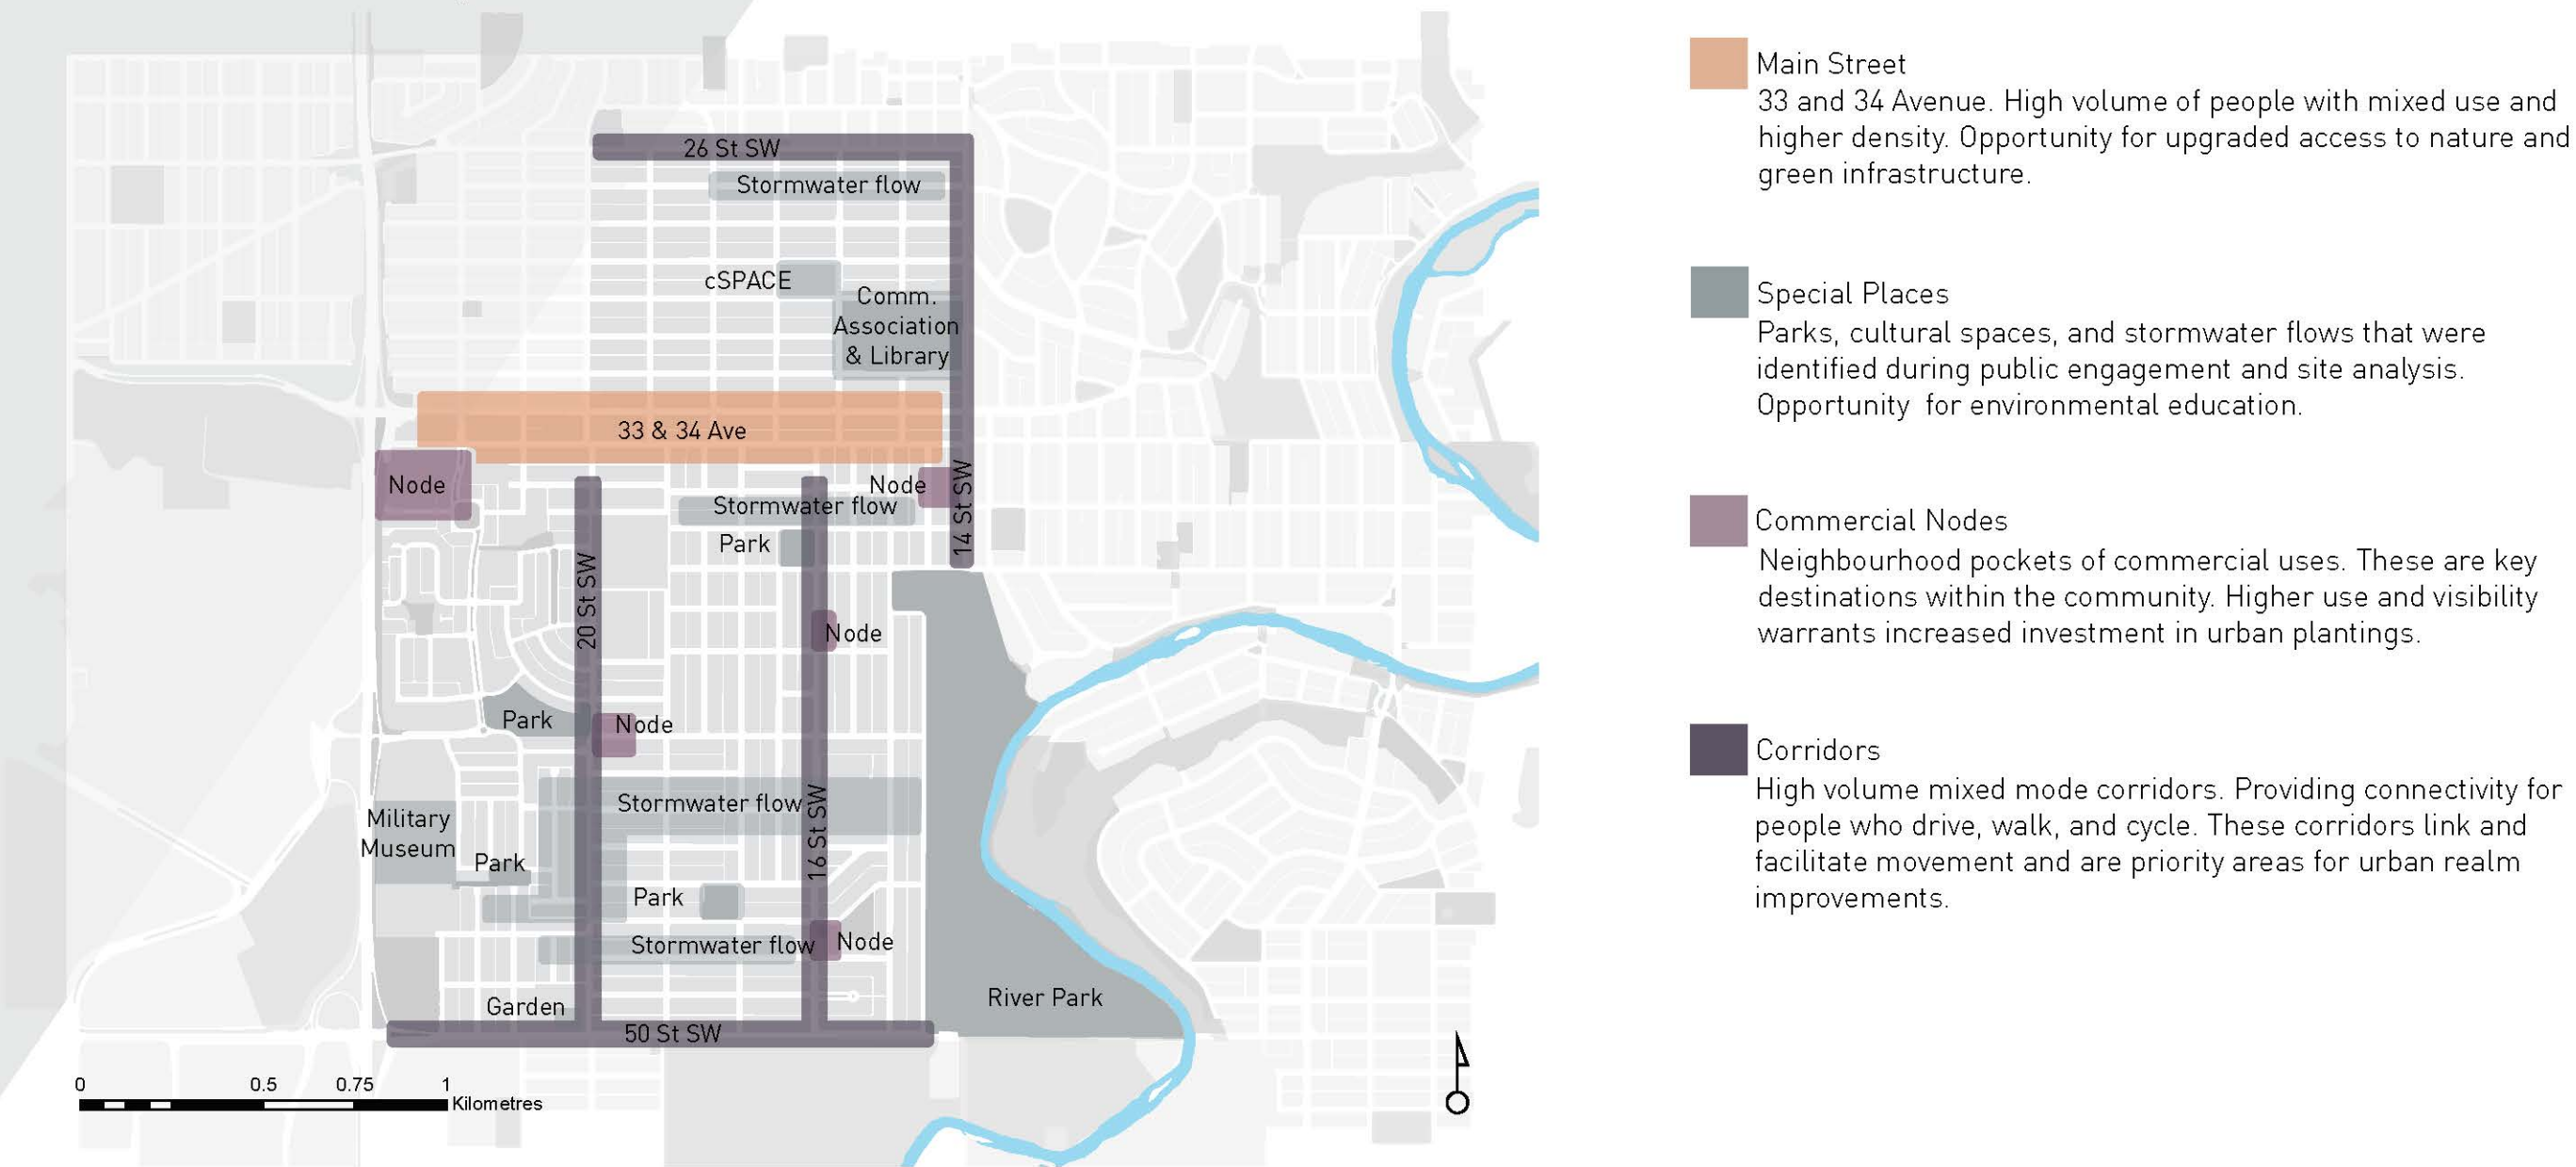 26 St SW
Stormwater flow
cSPACE
Comm.
Association
& Library
33 & 34 Ave
Node
Node
14 St SW
Stormwater flow
Park
20 St SW
Node
Park
Node
Stormwater flow
16 St SW
Military
Museum
Park
Park
Stormwater flow
Node
Garden
River Park
50 St SW
0
0.5
0.75
1
Kilometres
Main Street
33 and 34 Avenue. High volume of people with mixed use and
higher density. Opportunity for upgraded access to nature and
green infrastructure.
Special Places
Parks, cultural spaces, and stormwater flows that were
identified during public engagement and site analysis.
Opportunity for environmental education.
Commercial Nodes
Neighbourhood pockets of commercial uses. These are key
destinations within the community. Higher use and visibility
warrants increased investment in urban plantings.
Corridors
High volume mixed mode corridors. Providing connectivity for
people who drive, walk, and cycle. These corridors link and
facilitate movement and are priority areas for urban realm
improvements.